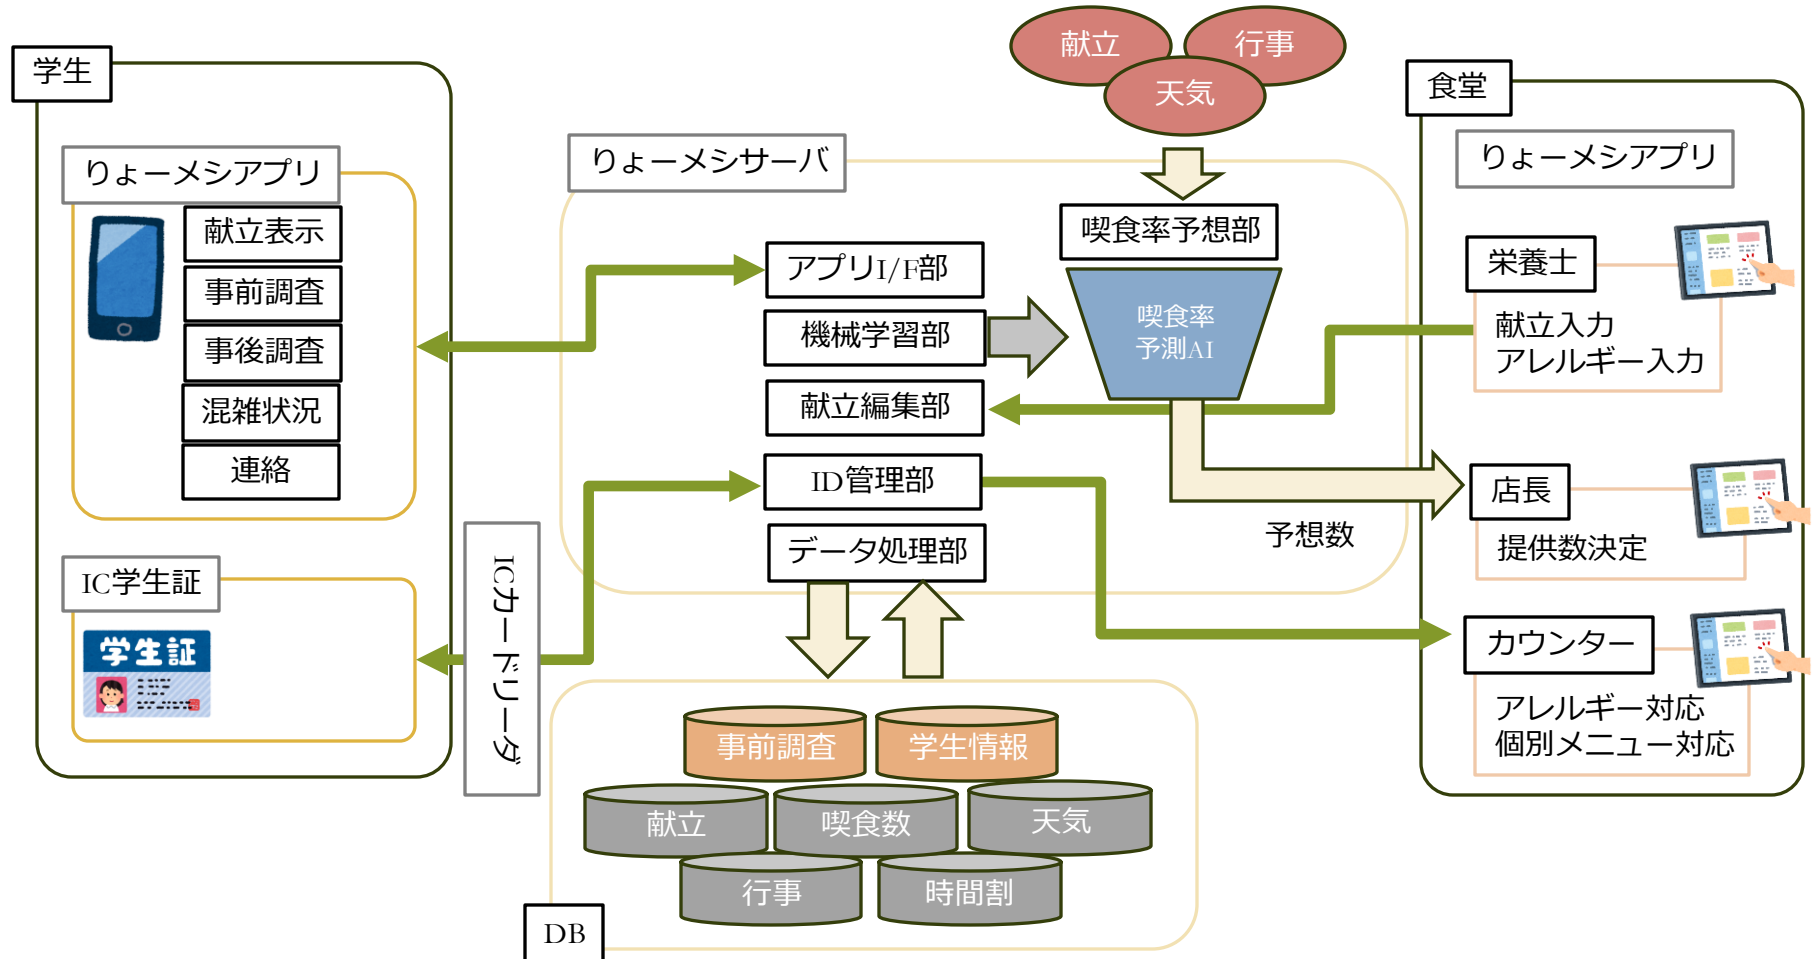 学生
りょーメシアプリ
献立表示
事前調査
事後調査
混雑状況
連絡
IC学生証
学生証
ICカードリーダ
りょーメシサーバ
アプリI/F部
機械学習部
献立編集部
ID管理部
データ処理部
献立
行事
天気
喫食率予想部
喫食率
予測AI
予想数
食堂
りょーメシアプリ
栄養士
献立入力
アレルギー入力
店長
提供数決定
カウンター
アレルギー対応
個別メニュー対応
事前調査
学生情報
献立
喫食数
天気
行事
時間割
DB